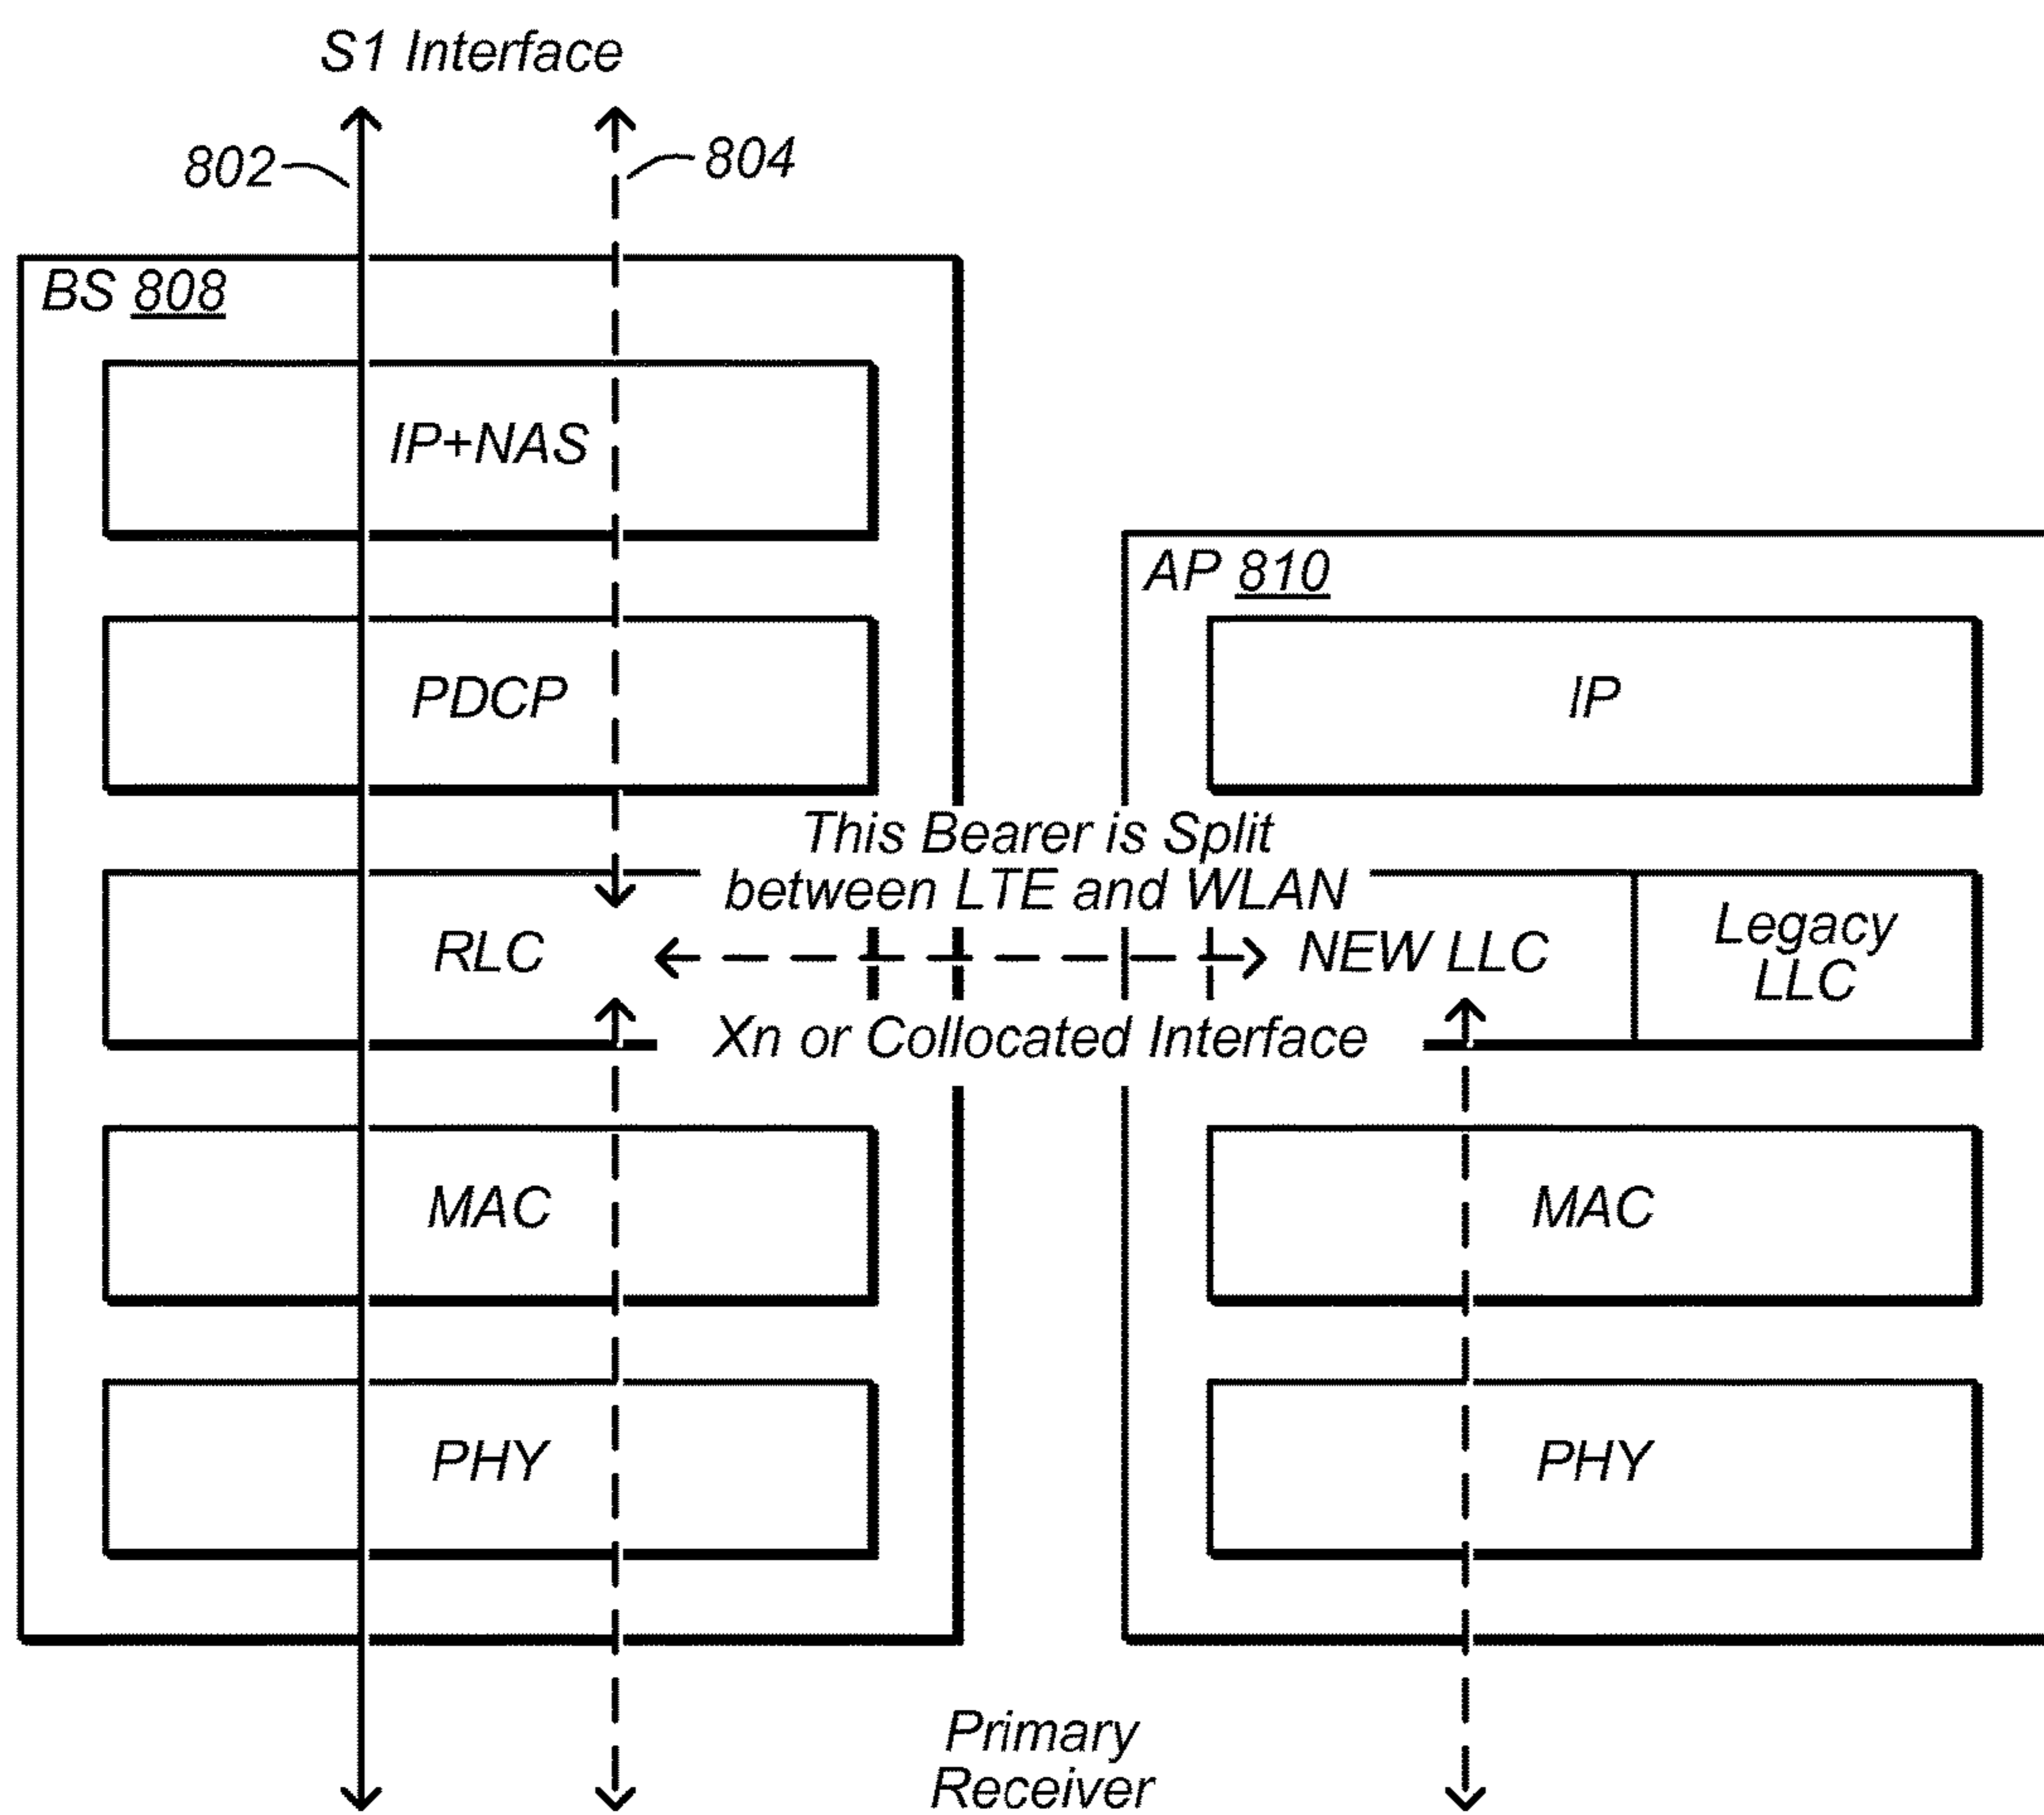 S1 Interface
802
804
BS 808
IP+NAS
AP 810
PDCP
IP
This Bearer is Split
between LTE and WLAN
RLC
NEW LLC
Legacy
LLC
Xn or Collocated Interface
MAC
MAC
PHY
PHY
Primary
Receiver